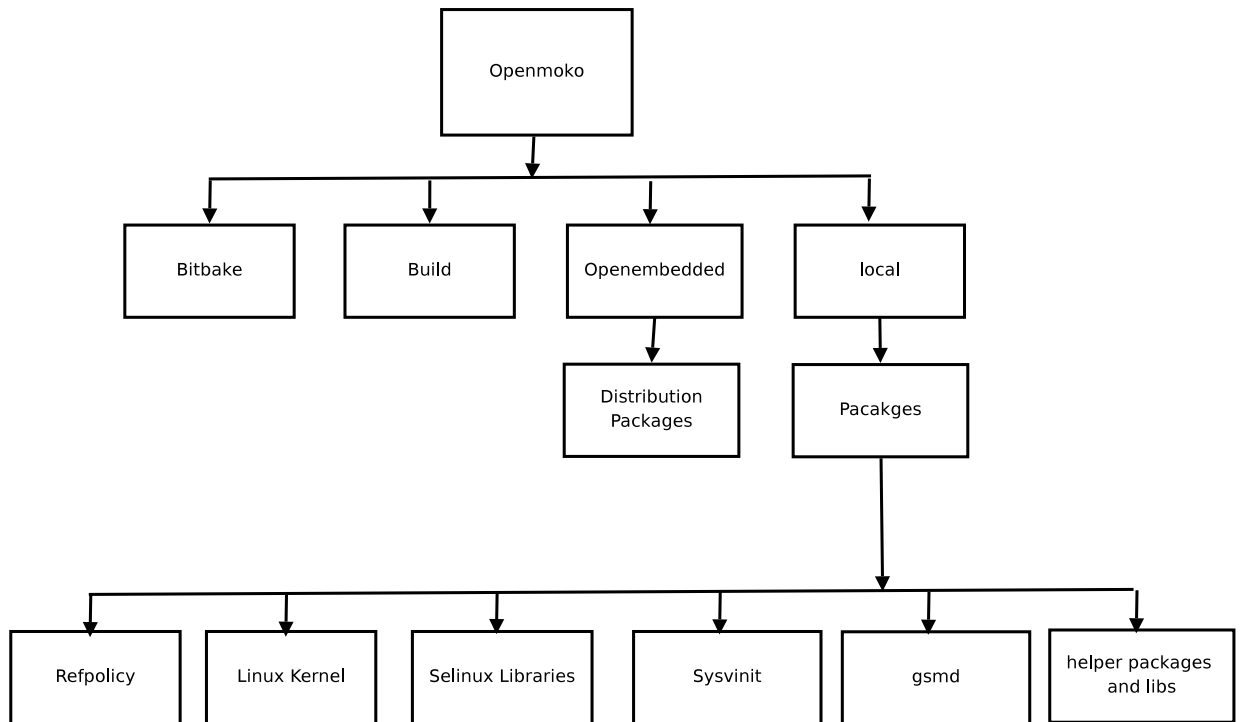 Openmoko
Bitbake
Build
Openembedded
local
Distribution
Packages
Pacakges
Refpolicy
Linux Kernel
Selinux Libraries
Sysvinit
gsmd
helper packages
and libs